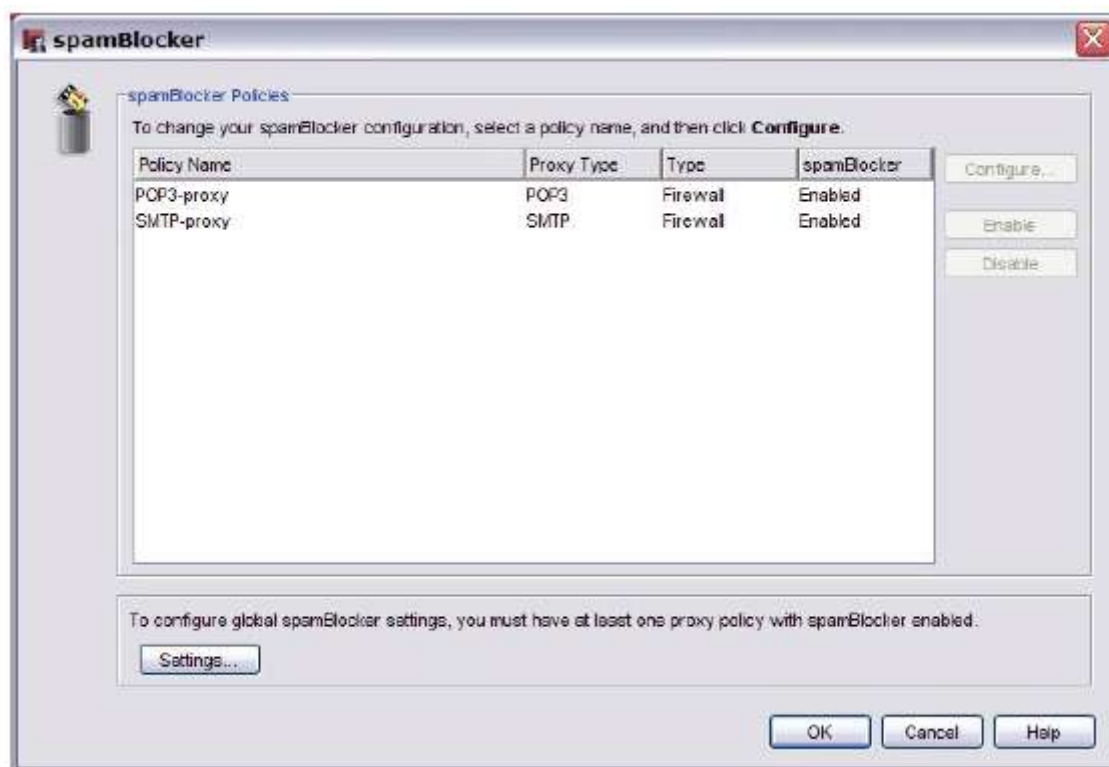 spamBlocker
spamBlocker Policies
To change your spamBlocker configuration, select a policy name, and then click Configure.
Policy Name Proxy Type Type spamBlocker
POP3-proxy POP3 Firewall Enabled
SMTP-proxy SMTP Firewall Enabled
Configure...
Enable
Disable
To configure global spamBlocker settings, you must have at least one proxy policy with spamBlocker enabled.
Settings...
OK Cancel Help